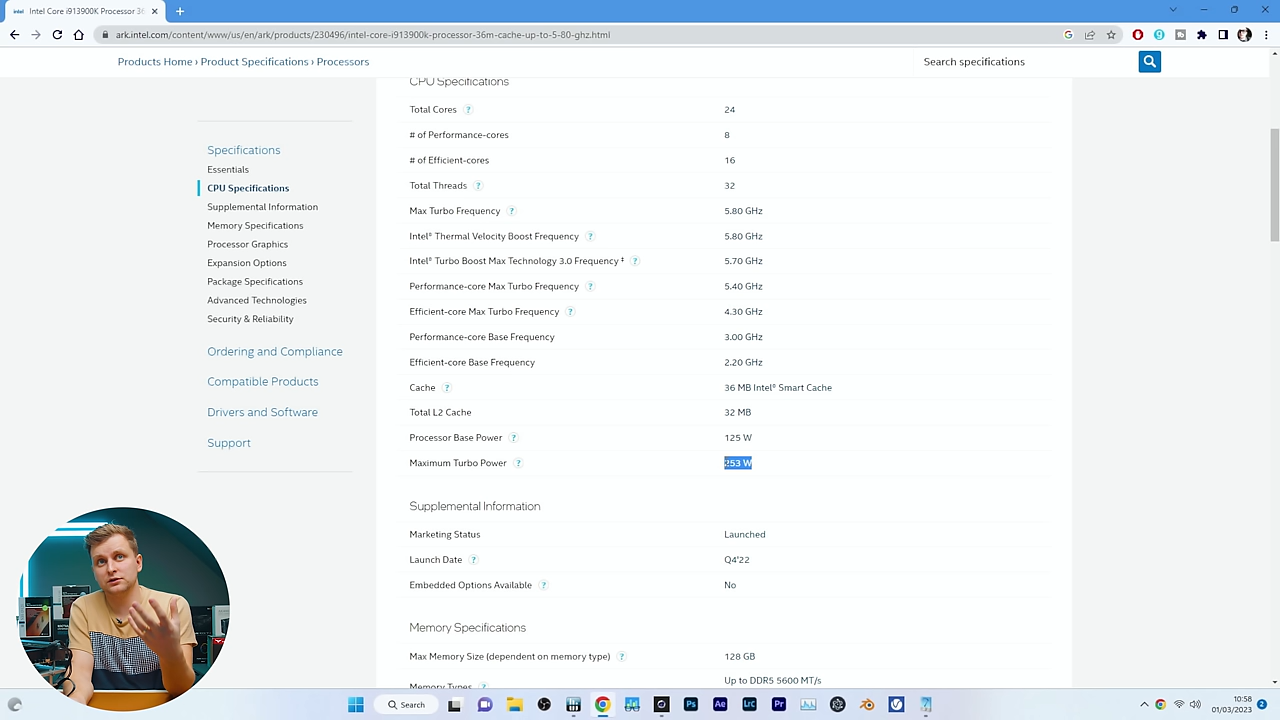 intel Intel Core i913900K Processor 36
ark.intel.com/content/www/us/en/ark/products/230496/intel-core-i913900k-processor-36m-cache-up-to-5-80-ghz.html
Products Home › Product Specifications › Processors
Search specifications
Specifications
Essentials
CPU Specifications
Supplemental Information
Memory Specifications
Processor Graphics
Expansion Options
Package Specifications
Advanced Technologies
Security & Reliability
Ordering and Compliance
Compatible Products
Drivers and Software
Support
CPU Specifications
Total Cores ? 24
# of Performance-cores 8
# of Efficient-cores 16
Total Threads ? 32
Max Turbo Frequency ? 5.80 GHz
Intel® Thermal Velocity Boost Frequency ? 5.80 GHz
Intel® Turbo Boost Max Technology 3.0 Frequency ‡ ? 5.70 GHz
Performance-core Max Turbo Frequency ? 5.40 GHz
Efficient-core Max Turbo Frequency ? 4.30 GHz
Performance-core Base Frequency 3.00 GHz
Efficient-core Base Frequency 2.20 GHz
Cache ? 36 MB Intel® Smart Cache
Total L2 Cache 32 MB
Processor Base Power ? 125 W
Maximum Turbo Power ? 253 W
Supplemental Information
Marketing Status Launched
Launch Date ? Q4'22
Embedded Options Available ? No
Memory Specifications
Max Memory Size (dependent on memory type) ? 128 GB
Memory Types ? Up to DDR5 5600 MT/s
Search
Ps Ae Lrc Pr
10:58
01/03/2023
2